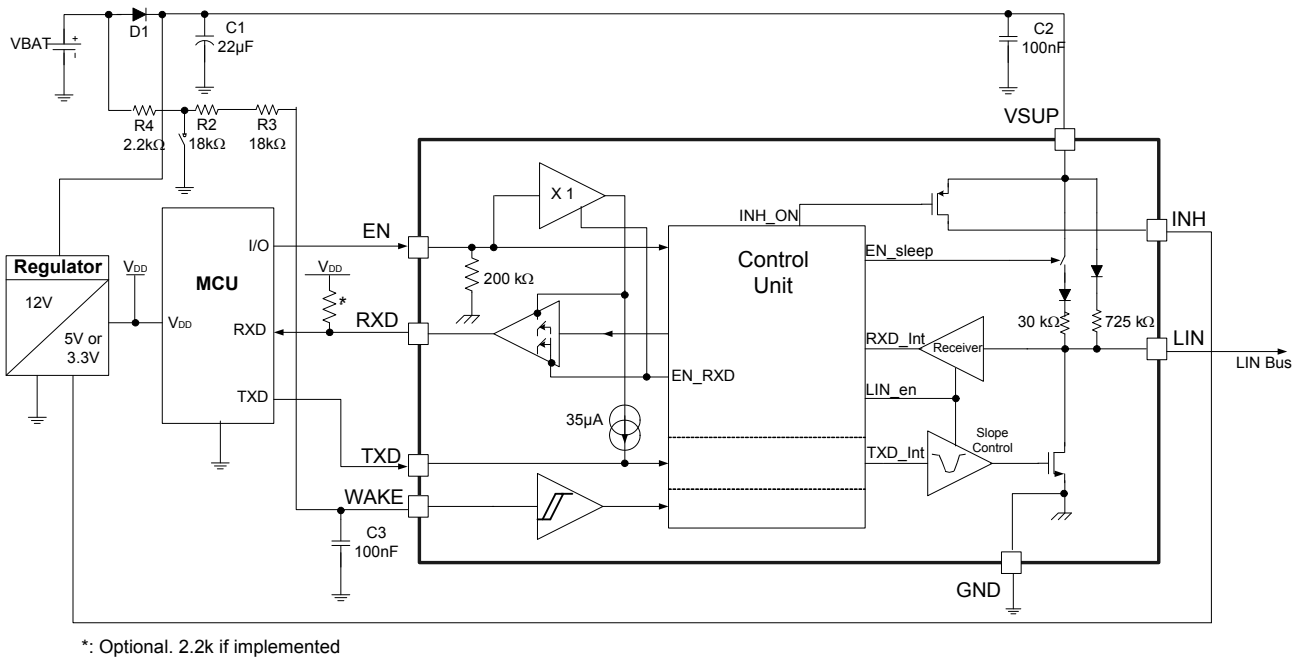 D1
C1
22µF
C2
100nF
VBAT
+
-
R4
2.2kΩ
R2
18kΩ
R3
18kΩ
VSUP
X 1
INH_ON
INH
I/O
EN
EN_sleep
Regulator
12V
5V or
3.3V
VDD
MCU
VDD
VDD
*
200 kΩ
Control
Unit
RXD
RXD
30 kΩ
725 kΩ
LIN
LIN Bus
RXD_Int
Receiver
EN_RXD
LIN_en
TXD
35µA
Slope
Control
TXD
TXD_Int
WAKE
C3
100nF
GND
*: Optional. 2.2k if implemented